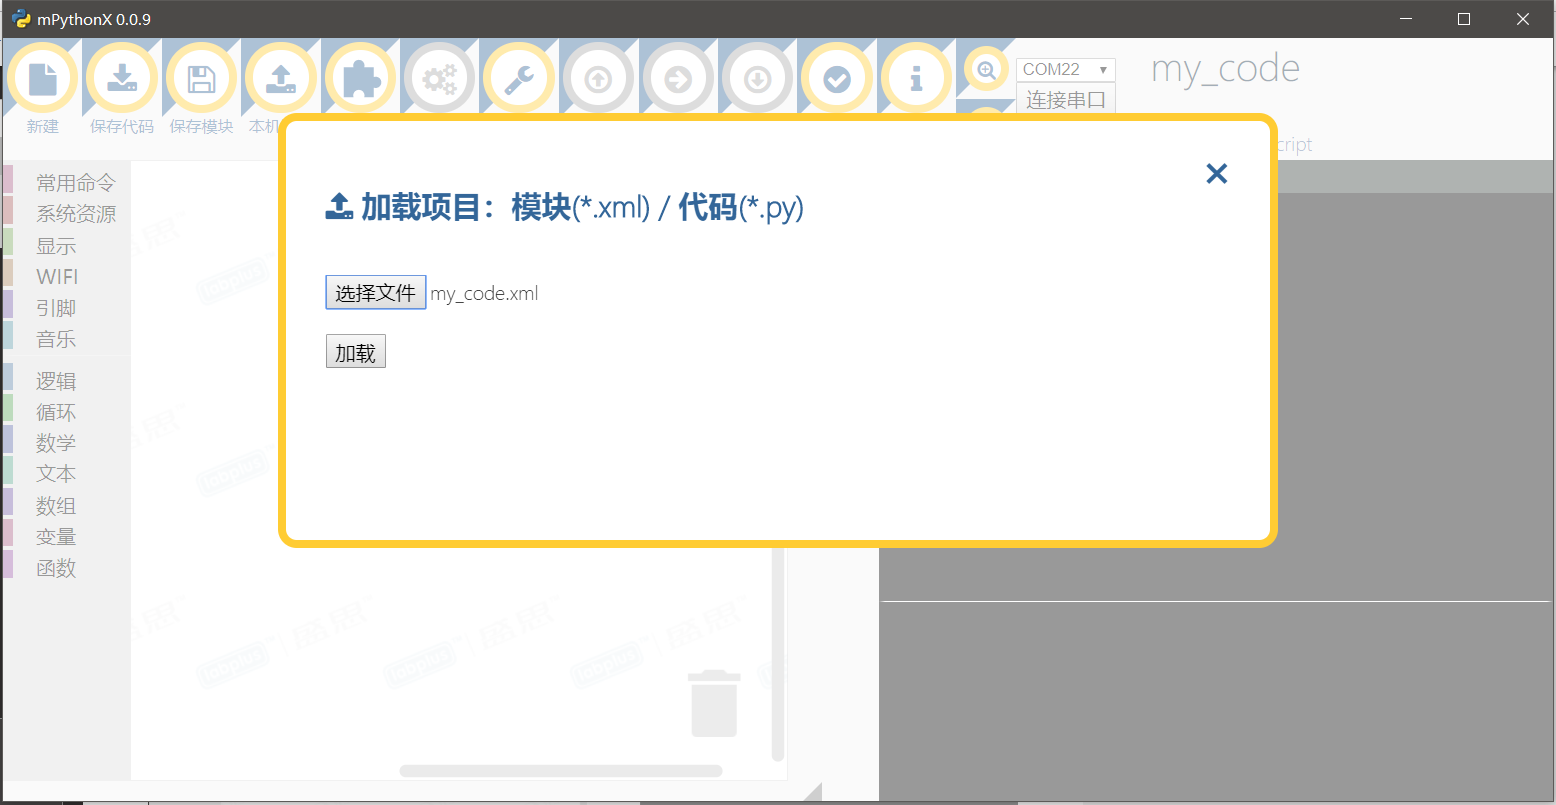 mPythonX 0.0.9
新建
保存代码
保存模块
本机
COM22
连接串口
my_code
cript
加载项目：模块(*.xml) / 代码(*.py)
选择文件 my_code.xml
加载
常用命令
系统资源
显示
WIFI
引脚
音乐
逻辑
循环
数学
文本
数组
变量
函数
labplus 盛思